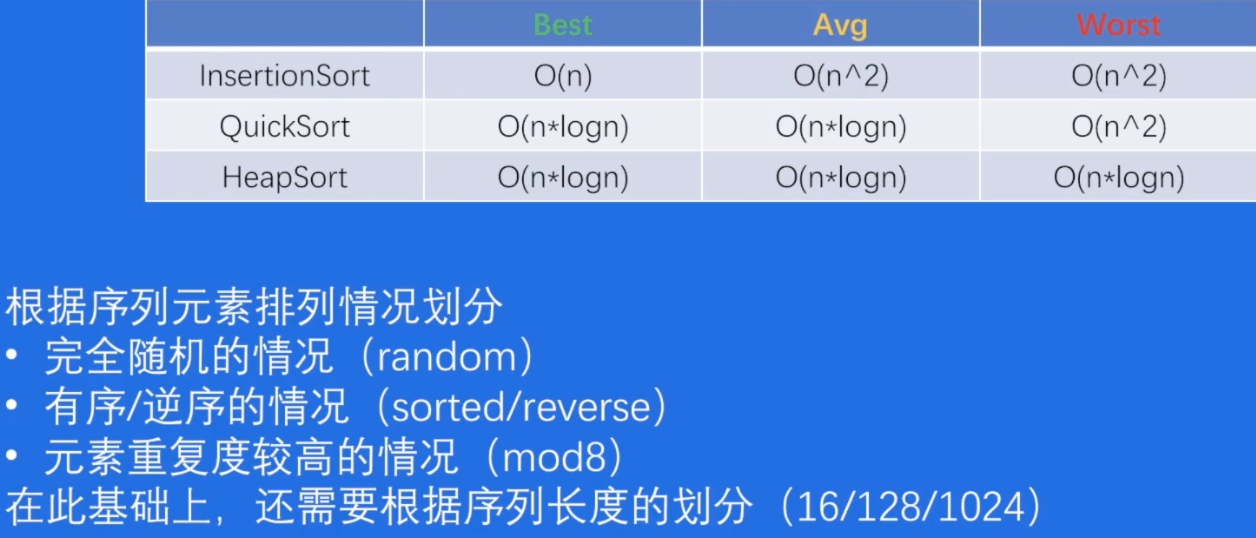 Best Avg Worst
InsertionSort O(n) O(n^2) O(n^2)
QuickSort O(n*logn) O(n*logn) O(n^2)
HeapSort O(n*logn) O(n*logn) O(n*logn)
根据序列元素排列情况划分
• 完全随机的情况（random）
• 有序/逆序的情况（sorted/reverse）
• 元素重复度较高的情况（mod8）
在此基础上，还需要根据序列长度的划分（16/128/1024）